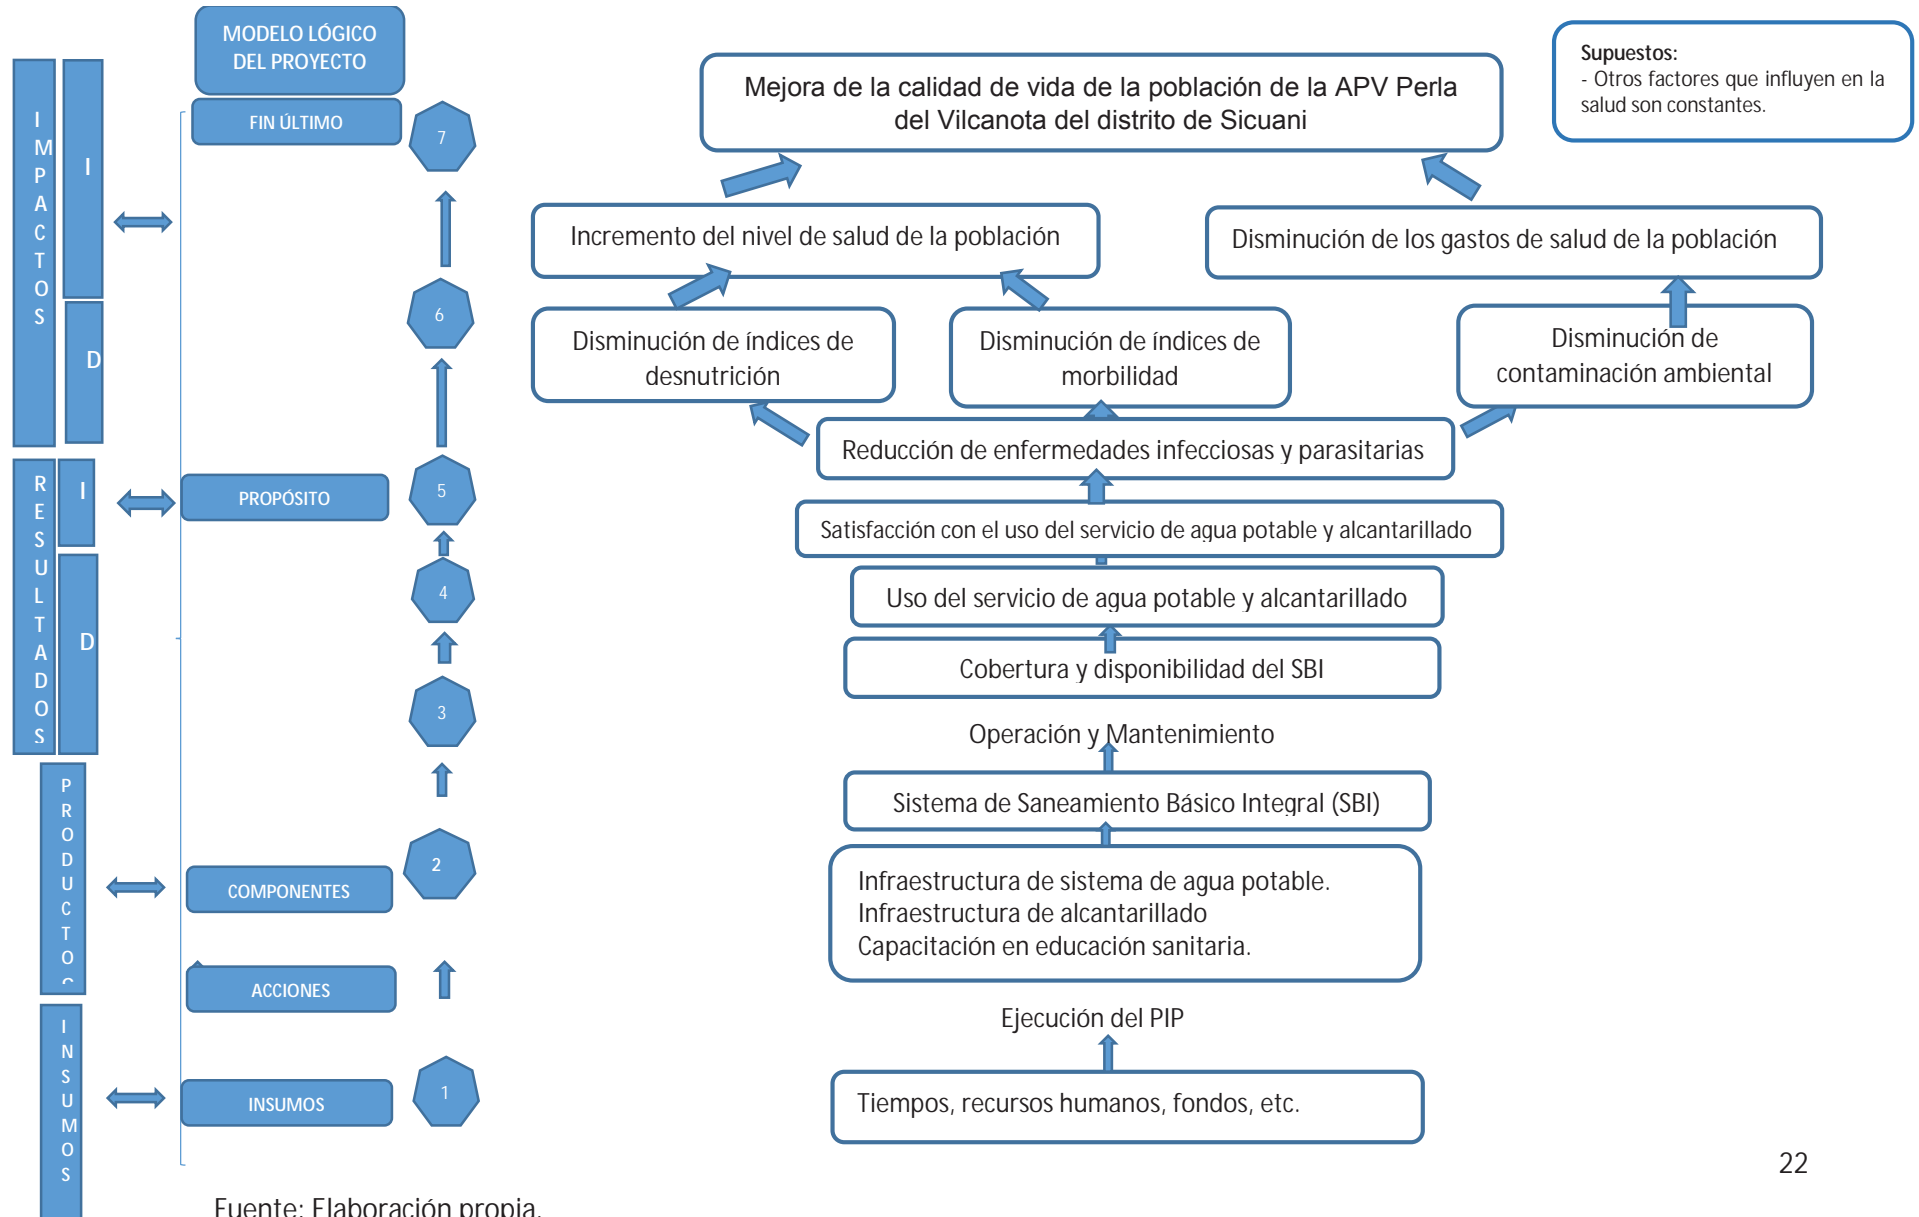 MODELO LÓGICO
DEL PROYECTO
Supuestos:
- Otros factores que influyen en la
salud son constantes.
IMPACTOS
I
D
FIN ÚLTIMO
7
Mejora de la calidad de vida de la población de la APV Perla
del Vilcanota del distrito de Sicuani
Incremento del nivel de salud de la población
Disminución de los gastos de salud de la población
6
Disminución de índices de
desnutrición
Disminución de índices de
morbilidad
Disminución de
contaminación ambiental
Reducción de enfermedades infecciosas y parasitarias
RESULTADOS
I
D
PROPÓSITO
5
Satisfacción con el uso del servicio de agua potable y alcantarillado
4
Uso del servicio de agua potable y alcantarillado
Cobertura y disponibilidad del SBI
3
Operación y Mantenimiento
PRODUCTO
Sistema de Saneamiento Básico Integral (SBI)
2
COMPONENTES
Infraestructura de sistema de agua potable.
Infraestructura de alcantarillado
Capacitación en educación sanitaria.
ACCIONES
Ejecución del PIP
INSUMOS
INSUMOS
1
Tiempos, recursos humanos, fondos, etc.
22
Fuente: Elaboración propia.